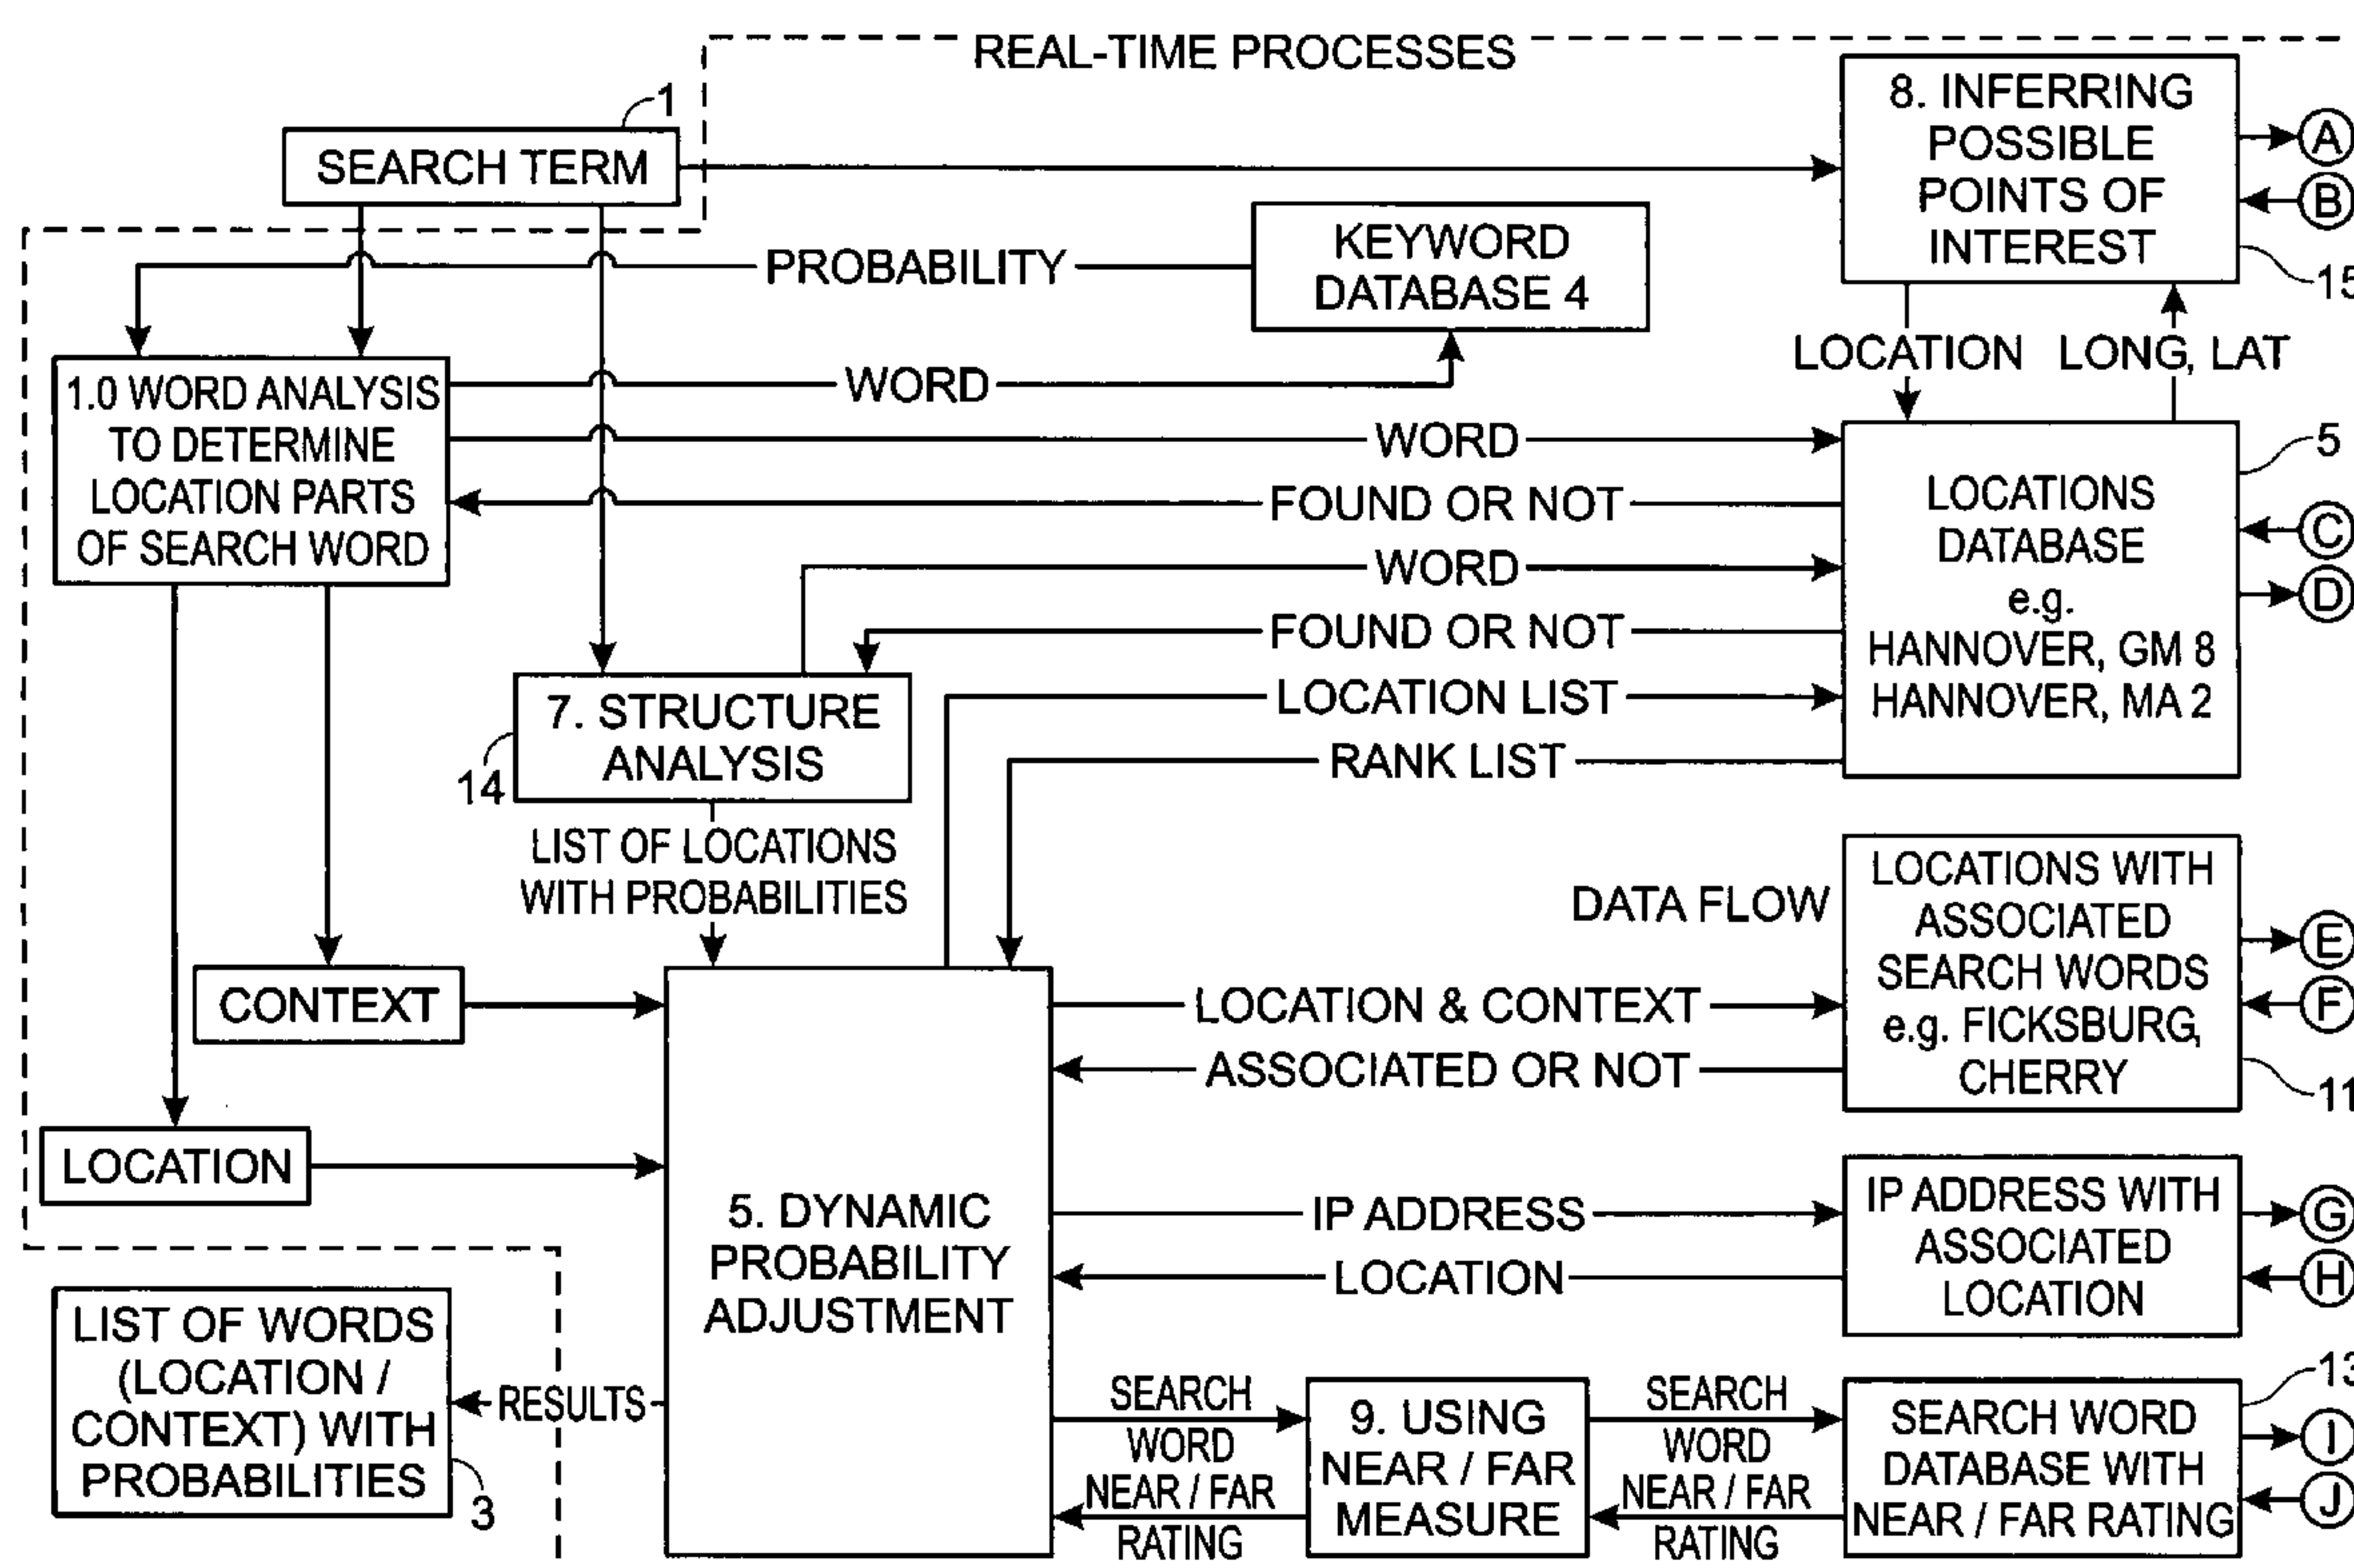 REAL-TIME PROCESSES
1
SEARCH TERM
8. INFERRING
POSSIBLE
POINTS OF
INTEREST
A
B
15
KEYWORD
DATABASE 4
PROBABILITY
LOCATION
LONG, LAT
1.0 WORD ANALYSIS
TO DETERMINE
LOCATION PARTS
OF SEARCH WORD
WORD
WORD
FOUND OR NOT
WORD
FOUND OR NOT
LOCATION LIST
RANK LIST
5
LOCATIONS
DATABASE
e.g.
HANNOVER, GM 8
HANNOVER, MA 2
C
D
7. STRUCTURE
ANALYSIS
14
LIST OF LOCATIONS
WITH PROBABILITIES
DATA FLOW
LOCATIONS WITH
ASSOCIATED
SEARCH WORDS
e.g. FICKSBURG,
CHERRY
E
F
11
CONTEXT
LOCATION & CONTEXT
ASSOCIATED OR NOT
LOCATION
5. DYNAMIC
PROBABILITY
ADJUSTMENT
IP ADDRESS
LOCATION
IP ADDRESS WITH
ASSOCIATED
LOCATION
G
H
LIST OF WORDS
(LOCATION /
CONTEXT) WITH
PROBABILITIES
3
RESULTS
SEARCH
WORD
NEAR / FAR
RATING
9. USING
NEAR / FAR
MEASURE
SEARCH
WORD
NEAR / FAR
RATING
13
SEARCH WORD
DATABASE WITH
NEAR / FAR RATING
I
J